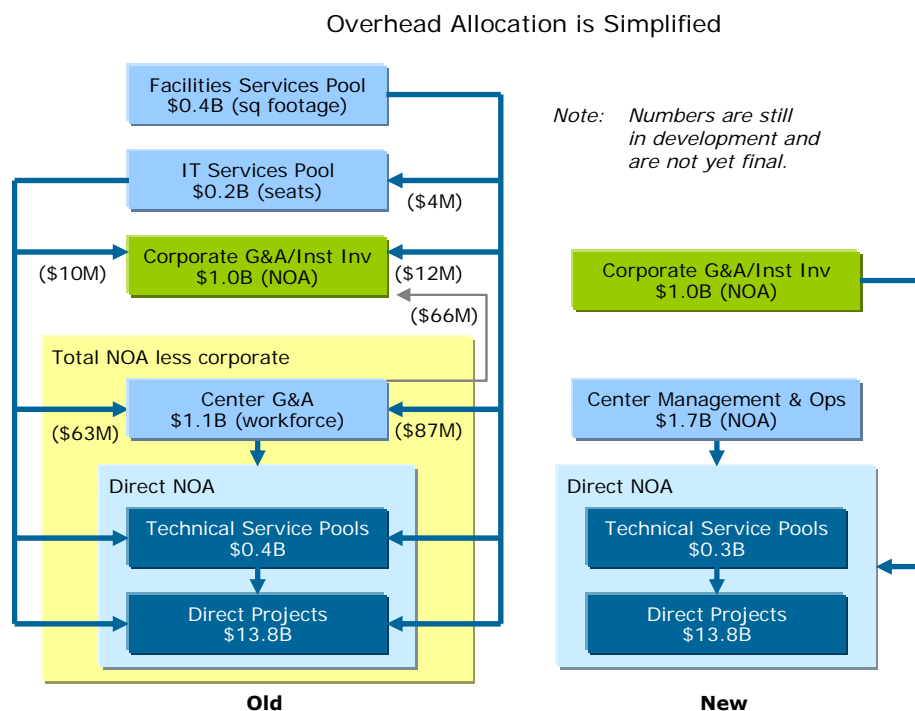 Overhead Allocation is Simplified
Facilities Services Pool
$0.4B (sq footage)
Note: Numbers are still
in development and
are not yet final.
IT Services Pool
$0.2B (seats)
($4M)
Corporate G&A/Inst Inv
$1.0B (NOA)
($10M)
($12M)
($66M)
Corporate G&A/Inst Inv
$1.0B (NOA)
Total NOA less corporate
Center G&A
$1.1B (workforce)
($63M)
($87M)
Center Management & Ops
$1.7B (NOA)
Direct NOA
Technical Service Pools
$0.4B
Direct Projects
$13.8B
Direct NOA
Technical Service Pools
$0.3B
Direct Projects
$13.8B
Old
New